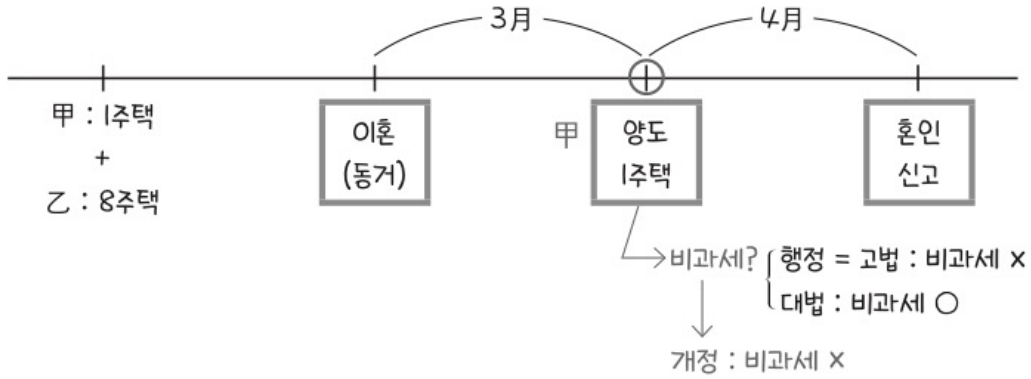 3月 4月
甲 : 1주택
+
乙 : 8주택
이혼
(동거)
甲
양도
1주택
혼인
신고
비과세?
행정 = 고법 : 비과세 ×
대법 : 비과세 ○
개정 : 비과세 ×